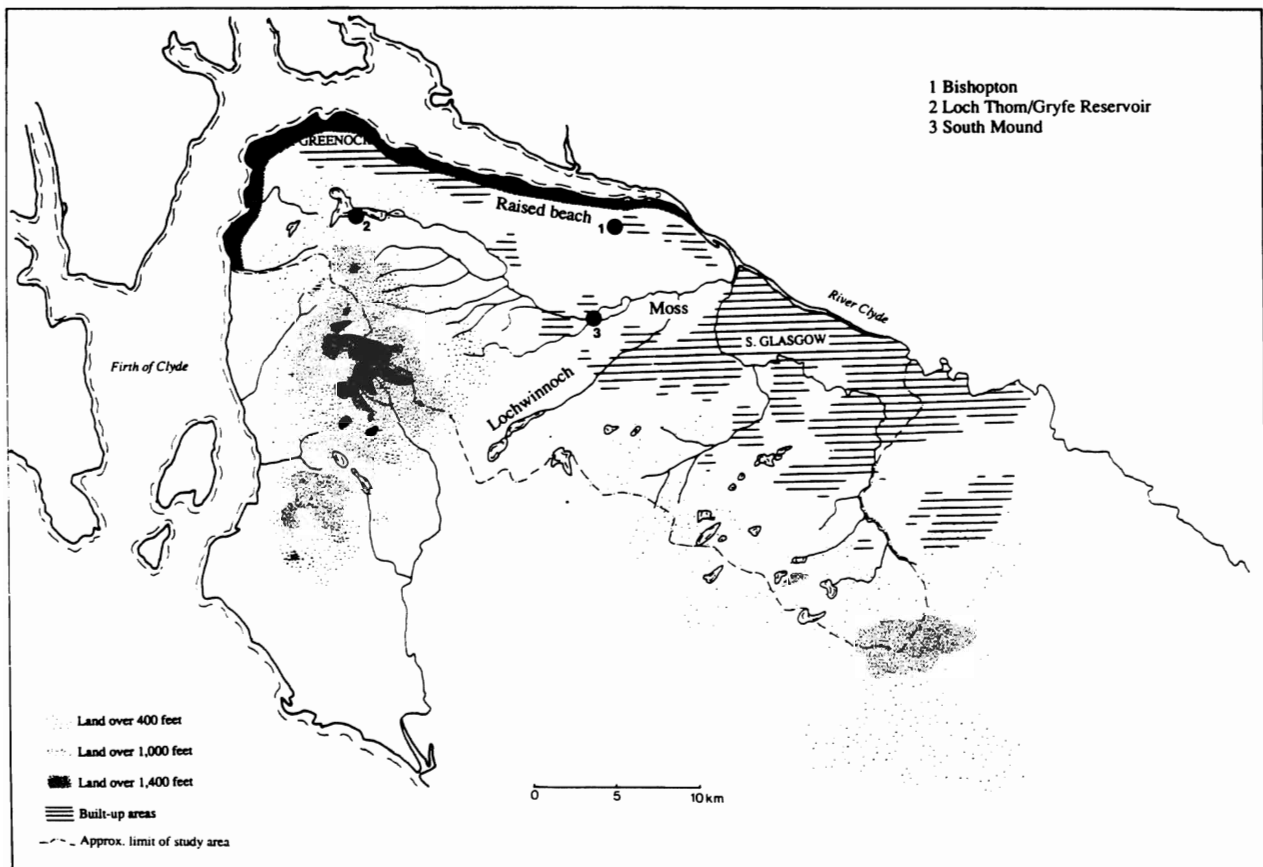 1 Bishopton
2 Loch Thom/Gryfe Reservoir
3 South Mound
GREENOCK
2
Raised beach
1
River Clyde
Moss
3
S. GLASGOW
Firth of Clyde
Lochwinnoch
Land over 400 feet
Land over 1,000 feet
Land over 1,400 feet
Built-up areas
Approx. limit of study area
0 5 10 km